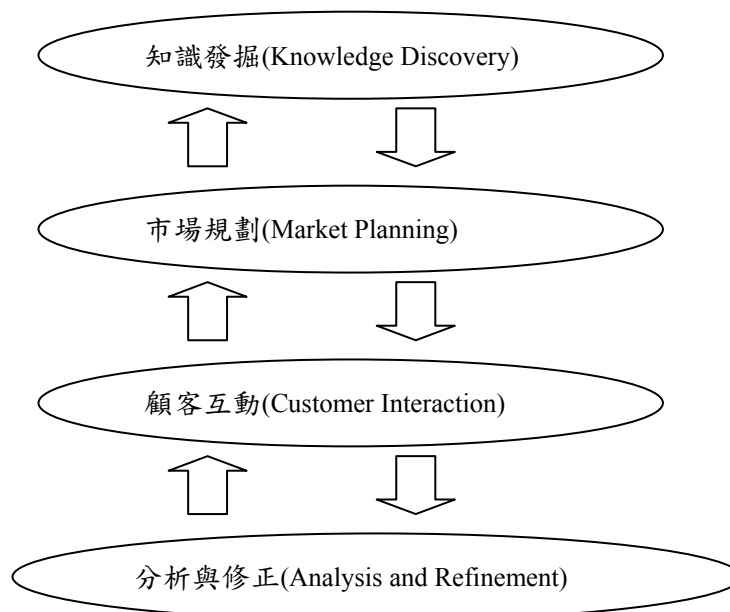 知識發掘(Knowledge Discovery)
市場規劃(Market Planning)
顧客互動(Customer Interaction)
分析與修正(Analysis and Refinement)